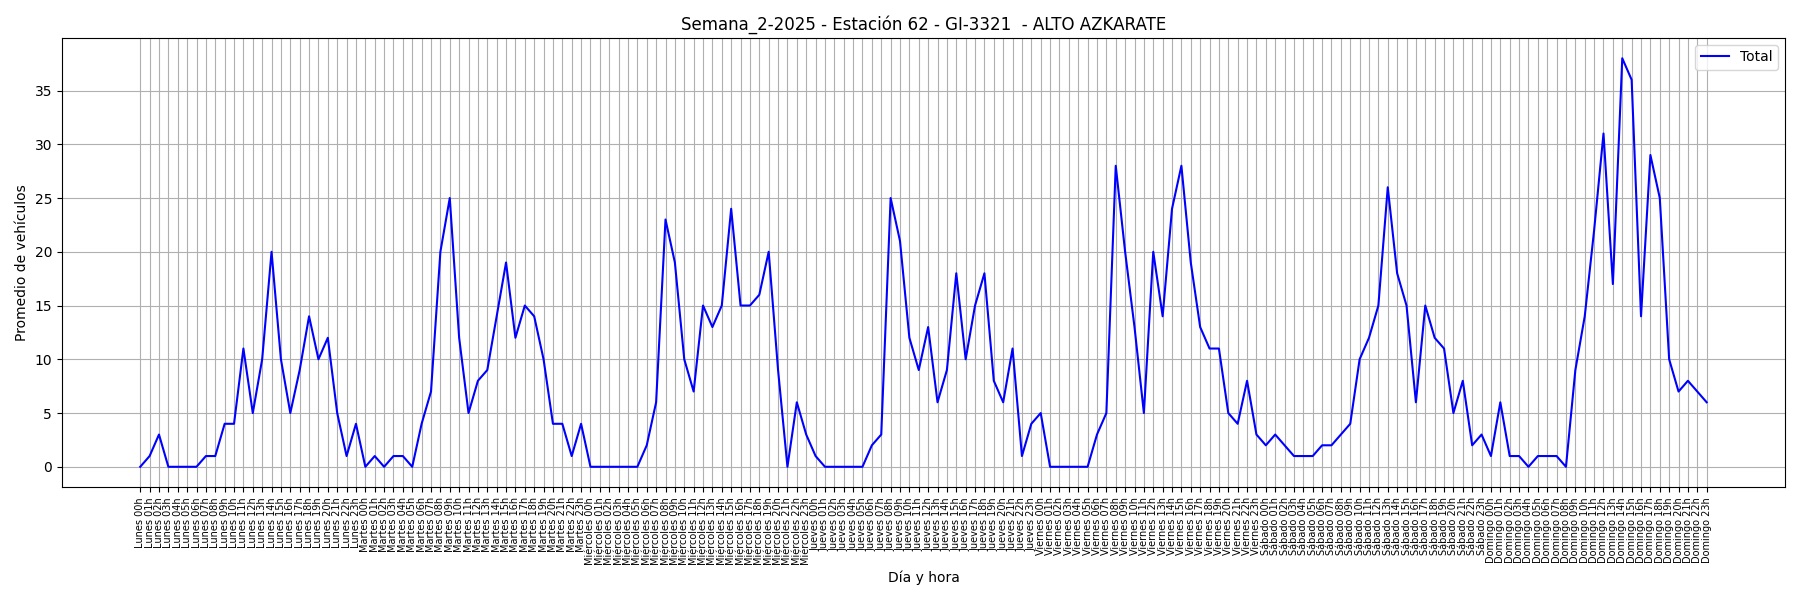 Semana_2-2025 - Estación 62 - GI-3321 - ALTO AZKARATE
Total
Promedio de vehículos
35
30
25
20
15
10
5
0
Lunes 00h
Lunes 01h
Lunes 02h
Lunes 03h
Lunes 04h
Lunes 05h
Lunes 06h
Lunes 07h
Lunes 08h
Lunes 09h
Lunes 10h
Lunes 11h
Lunes 12h
Lunes 13h
Lunes 14h
Lunes 15h
Lunes 16h
Lunes 17h
Lunes 18h
Lunes 19h
Lunes 20h
Lunes 21h
Lunes 22h
Lunes 23h
Martes 00h
Martes 01h
Martes 02h
Martes 03h
Martes 04h
Martes 05h
Martes 06h
Martes 07h
Martes 08h
Martes 09h
Martes 10h
Martes 11h
Martes 12h
Martes 13h
Martes 14h
Martes 15h
Martes 16h
Martes 17h
Martes 18h
Martes 19h
Martes 20h
Martes 21h
Martes 22h
Martes 23h
Miércoles 00h
Miércoles 01h
Miércoles 02h
Miércoles 03h
Miércoles 04h
Miércoles 05h
Miércoles 06h
Miércoles 07h
Miércoles 08h
Miércoles 09h
Miércoles 10h
Miércoles 11h
Miércoles 12h
Miércoles 13h
Miércoles 14h
Miércoles 15h
Miércoles 16h
Miércoles 17h
Miércoles 18h
Miércoles 19h
Miércoles 20h
Miércoles 21h
Miércoles 22h
Miércoles 23h
Jueves 00h
Jueves 01h
Jueves 02h
Jueves 03h
Jueves 04h
Jueves 05h
Jueves 06h
Jueves 07h
Jueves 08h
Jueves 09h
Jueves 10h
Jueves 11h
Jueves 12h
Jueves 13h
Jueves 14h
Jueves 15h
Jueves 16h
Jueves 17h
Jueves 18h
Jueves 19h
Jueves 20h
Jueves 21h
Jueves 22h
Jueves 23h
Viernes 00h
Viernes 01h
Viernes 02h
Viernes 03h
Viernes 04h
Viernes 05h
Viernes 06h
Viernes 07h
Viernes 08h
Viernes 09h
Viernes 10h
Viernes 11h
Viernes 12h
Viernes 13h
Viernes 14h
Viernes 15h
Viernes 16h
Viernes 17h
Viernes 18h
Viernes 19h
Viernes 20h
Viernes 21h
Viernes 22h
Viernes 23h
Sábado 00h
Sábado 01h
Sábado 02h
Sábado 03h
Sábado 04h
Sábado 05h
Sábado 06h
Sábado 07h
Sábado 08h
Sábado 09h
Sábado 10h
Sábado 11h
Sábado 12h
Sábado 13h
Sábado 14h
Sábado 15h
Sábado 16h
Sábado 17h
Sábado 18h
Sábado 19h
Sábado 20h
Sábado 21h
Sábado 22h
Sábado 23h
Domingo 00h
Domingo 01h
Domingo 02h
Domingo 03h
Domingo 04h
Domingo 05h
Domingo 06h
Domingo 07h
Domingo 08h
Domingo 09h
Domingo 10h
Domingo 11h
Domingo 12h
Domingo 13h
Domingo 14h
Domingo 15h
Domingo 16h
Domingo 17h
Domingo 18h
Domingo 19h
Domingo 20h
Domingo 21h
Domingo 22h
Domingo 23h
Día y hora